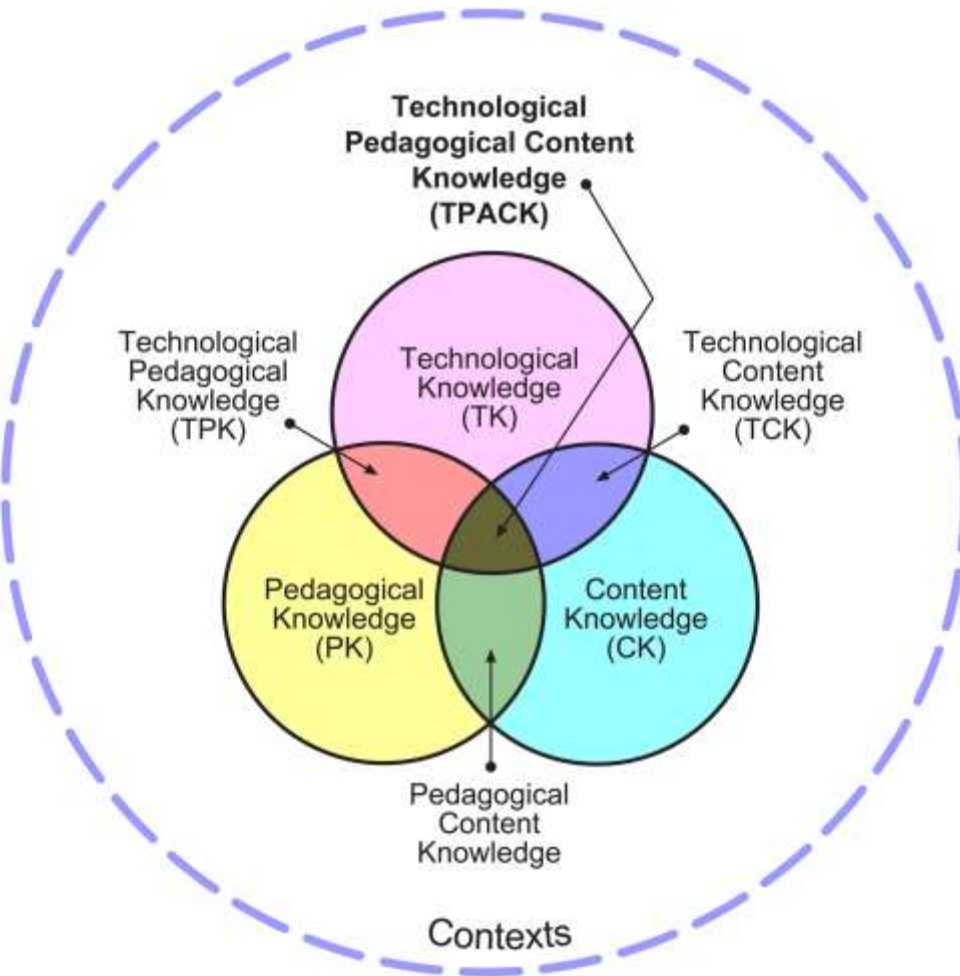 Technological
Pedagogical Content
Knowledge
(TPACK)
Technological
Pedagogical
Knowledge
(TPK)
Technological
Knowledge
(TK)
Technological
Content
Knowledge
(TCK)
Pedagogical
Knowledge
(PK)
Content
Knowledge
(CK)
Pedagogical
Content
Knowledge
Contexts